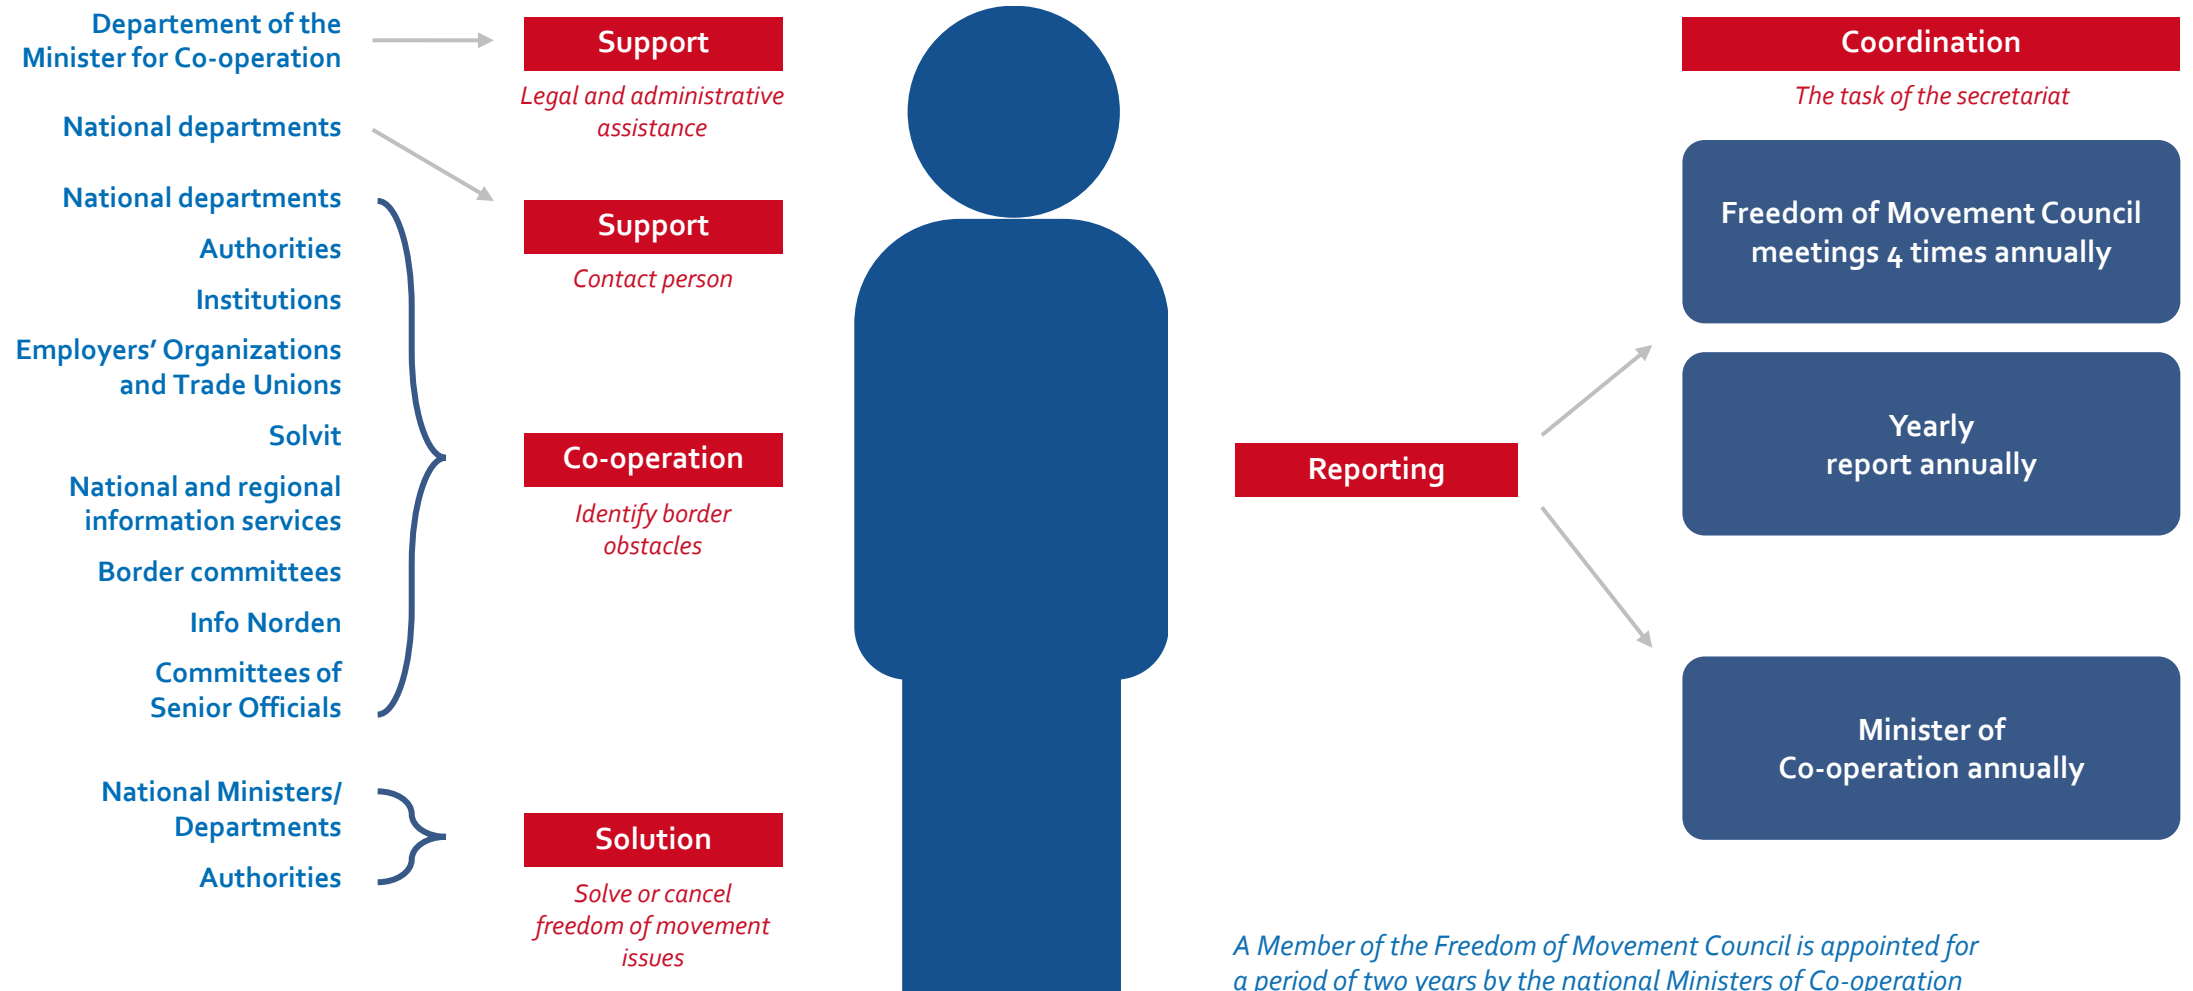 Departement of the
Minister for Co-operation
National departments
National departments
Authorities
Institutions
Employers’ Organizations
and Trade Unions
Solvit
National and regional
information services
Border committees
Info Norden
Committees of
Senior Officials
National Ministers/
Departments
Authorities
Support
Legal and administrative
assistance
Support
Contact person
Co-operation
Identify border
obstacles
Solution
Solve or cancel
freedom of movement
issues
Reporting
Coordination
The task of the secretariat
Freedom of Movement Council
meetings 4 times annually
Yearly
report annually
Minister of
Co-operation annually
A Member of the Freedom of Movement Council is appointed for
a period of two years by the national Ministers of Co-operation